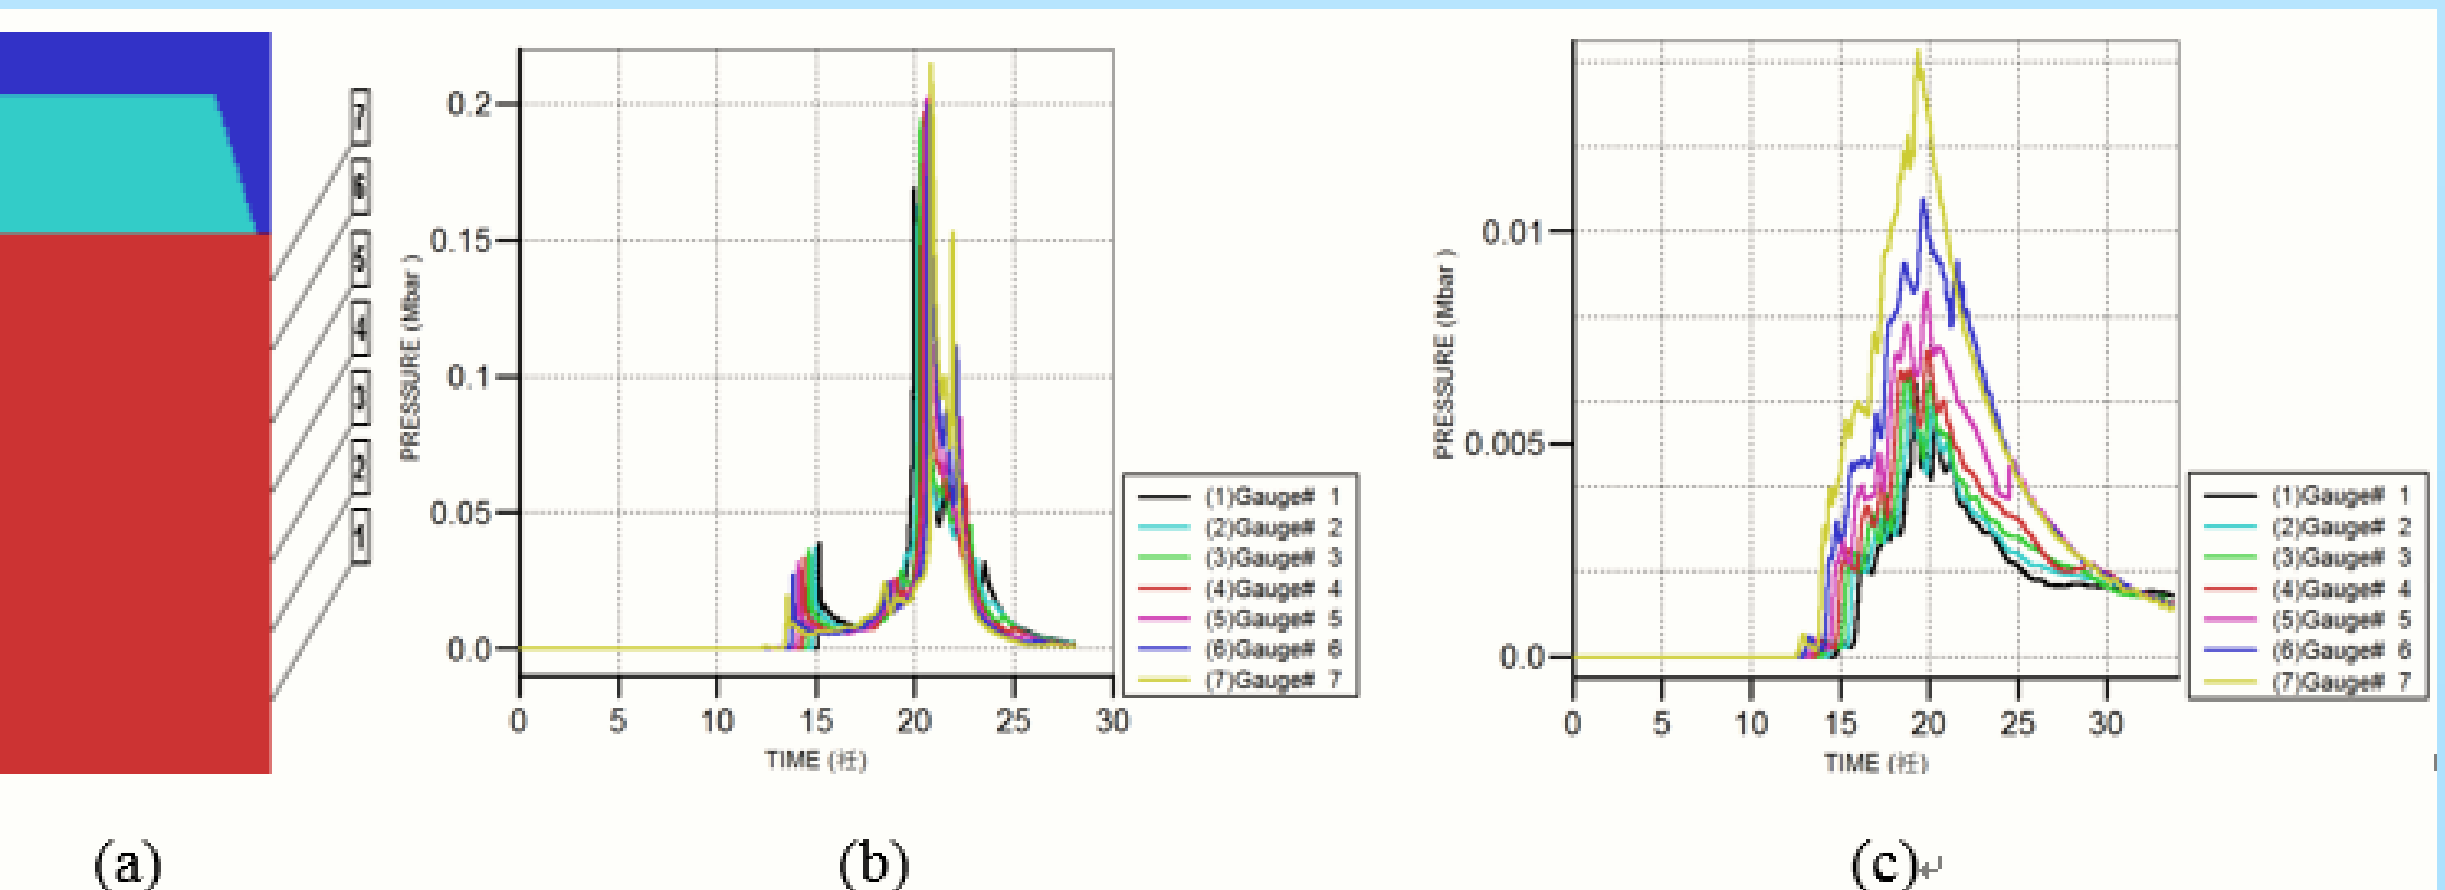 7
6
5
4
3
2
1
(a)
0.2
0.15
0.1
0.05
0.0
PRESSURE (Mbar )
0 5 10 15 20 25 30
TIME (祍)
(1)Gauge# 1
(2)Gauge# 2
(3)Gauge# 3
(4)Gauge# 4
(5)Gauge# 5
(6)Gauge# 6
(7)Gauge# 7
(b)
0.01
0.005
0.0
PRESSURE (Mbar )
0 5 10 15 20 25 30
TIME (祍)
(1)Gauge# 1
(2)Gauge# 2
(3)Gauge# 3
(4)Gauge# 4
(5)Gauge# 5
(6)Gauge# 6
(7)Gauge# 7
(c)↵